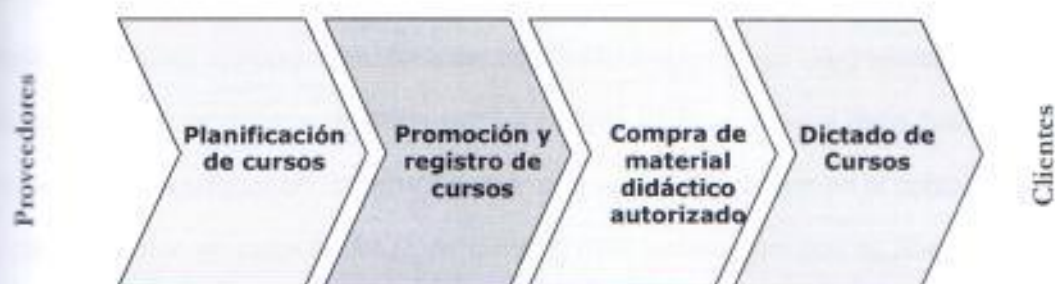 Proveedores
Planificación
de cursos
Promoción y
registro de
cursos
Compra de
material
didáctico
autorizado
Dictado de
Cursos
Clientes